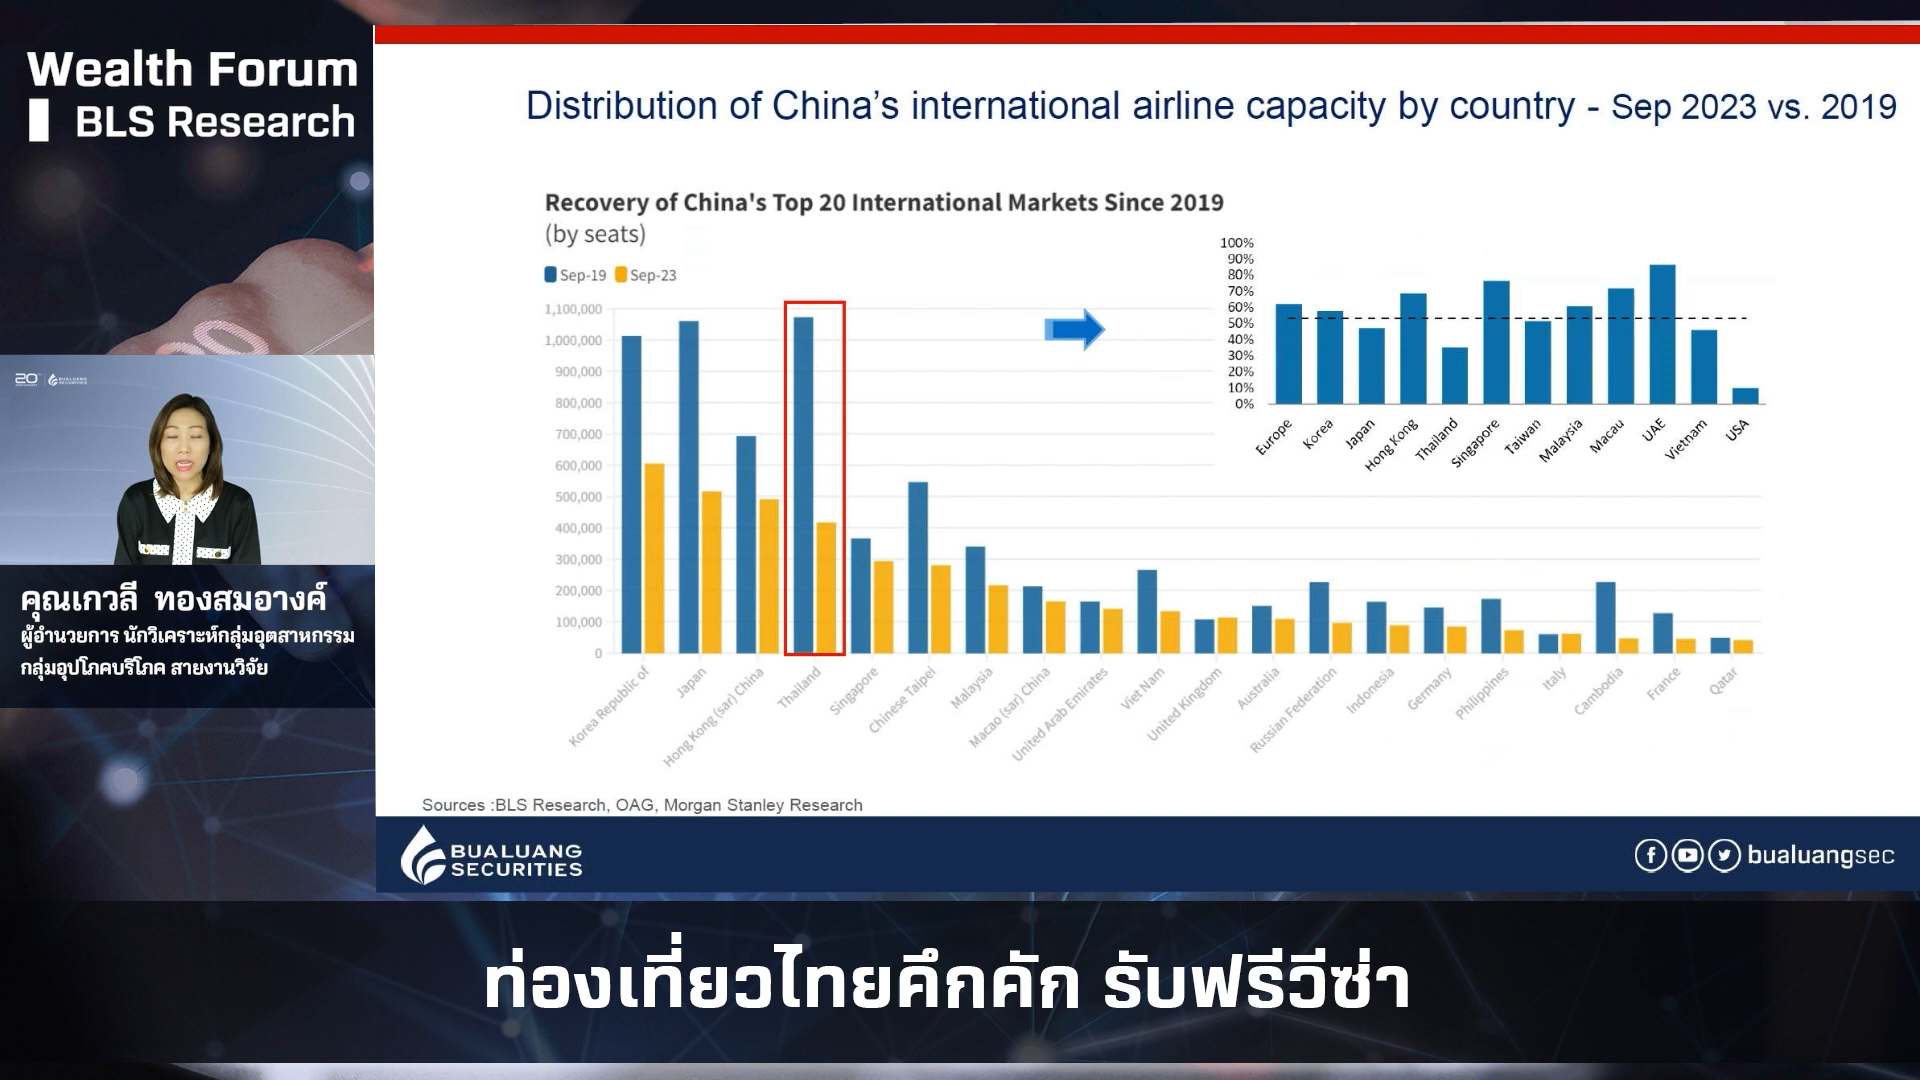 Wealth Forum
BLS Research
20
BUALUANG
SECURITIES
คุณเกวลี ทองสมอางค์
ผู้อำนวยการ นักวิเคราะห์กลุ่มอุตสาหกรรม
กลุ่มอุปโภคบริโภค สายงานวิจัย
Distribution of China’s international airline capacity by country - Sep 2023 vs. 2019
Recovery of China's Top 20 International Markets Since 2019
(by seats)
Sep-19 Sep-23
1,100,000
1,000,000
900,000
800,000
700,000
600,000
500,000
400,000
300,000
200,000
100,000
0
Korea Republic of
Japan
Hong Kong (sar) China
Thailand
Singapore
Chinese Taipei
Malaysia
Macao (sar) China
United Arab Emirates
Viet Nam
United Kingdom
Australia
Russian Federation
Indonesia
Germany
Philippines
Italy
Cambodia
France
Qatar
100%
90%
80%
70%
60%
50%
40%
30%
20%
10%
0%
Europe
Korea
Japan
Hong Kong
Thailand
Singapore
Taiwan
Malaysia
Macau
UAE
Vietnam
USA
Sources :BLS Research, OAG, Morgan Stanley Research
BUALUANG
SECURITIES
bualuangsec
ท่องเที่ยวไทยคึกคัก รับฟรีวีซ่า